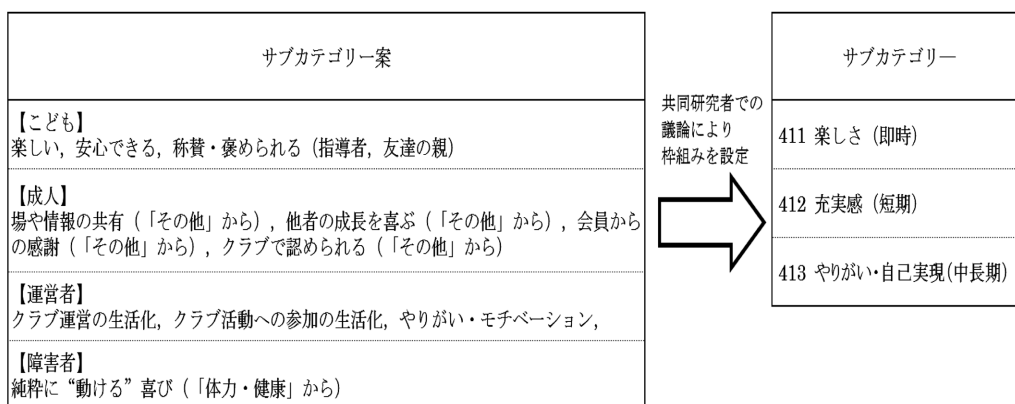 サブカテゴリー案
【こども】
楽しい，安心できる，称賛・褒められる（指導者，友達の親）
【成人】
場や情報の共有（「その他」から），他者の成長を喜ぶ（「その他」から），会員から
の感謝（「その他」から），クラブで認められる（「その他」から）
【運営者】
クラブ運営の生活化，クラブ活動への参加の生活化，やりがい・モチベーション，
【障害者】
純粋に“動ける”喜び（「体力・健康」から）
共同研究者での
議論により
枠組みを設定
サブカテゴリ―
411 楽しさ（即時）
412 充実感（短期）
413 やりがい・自己実現(中長期)